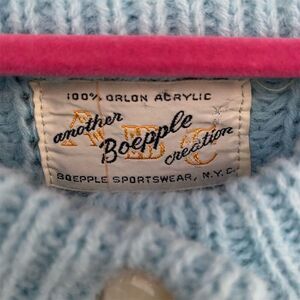 100% ORLON ACRYLIC
another
ABC
Boepple
creation
BOEPPLE SPORTSWEAR, N.Y.C.